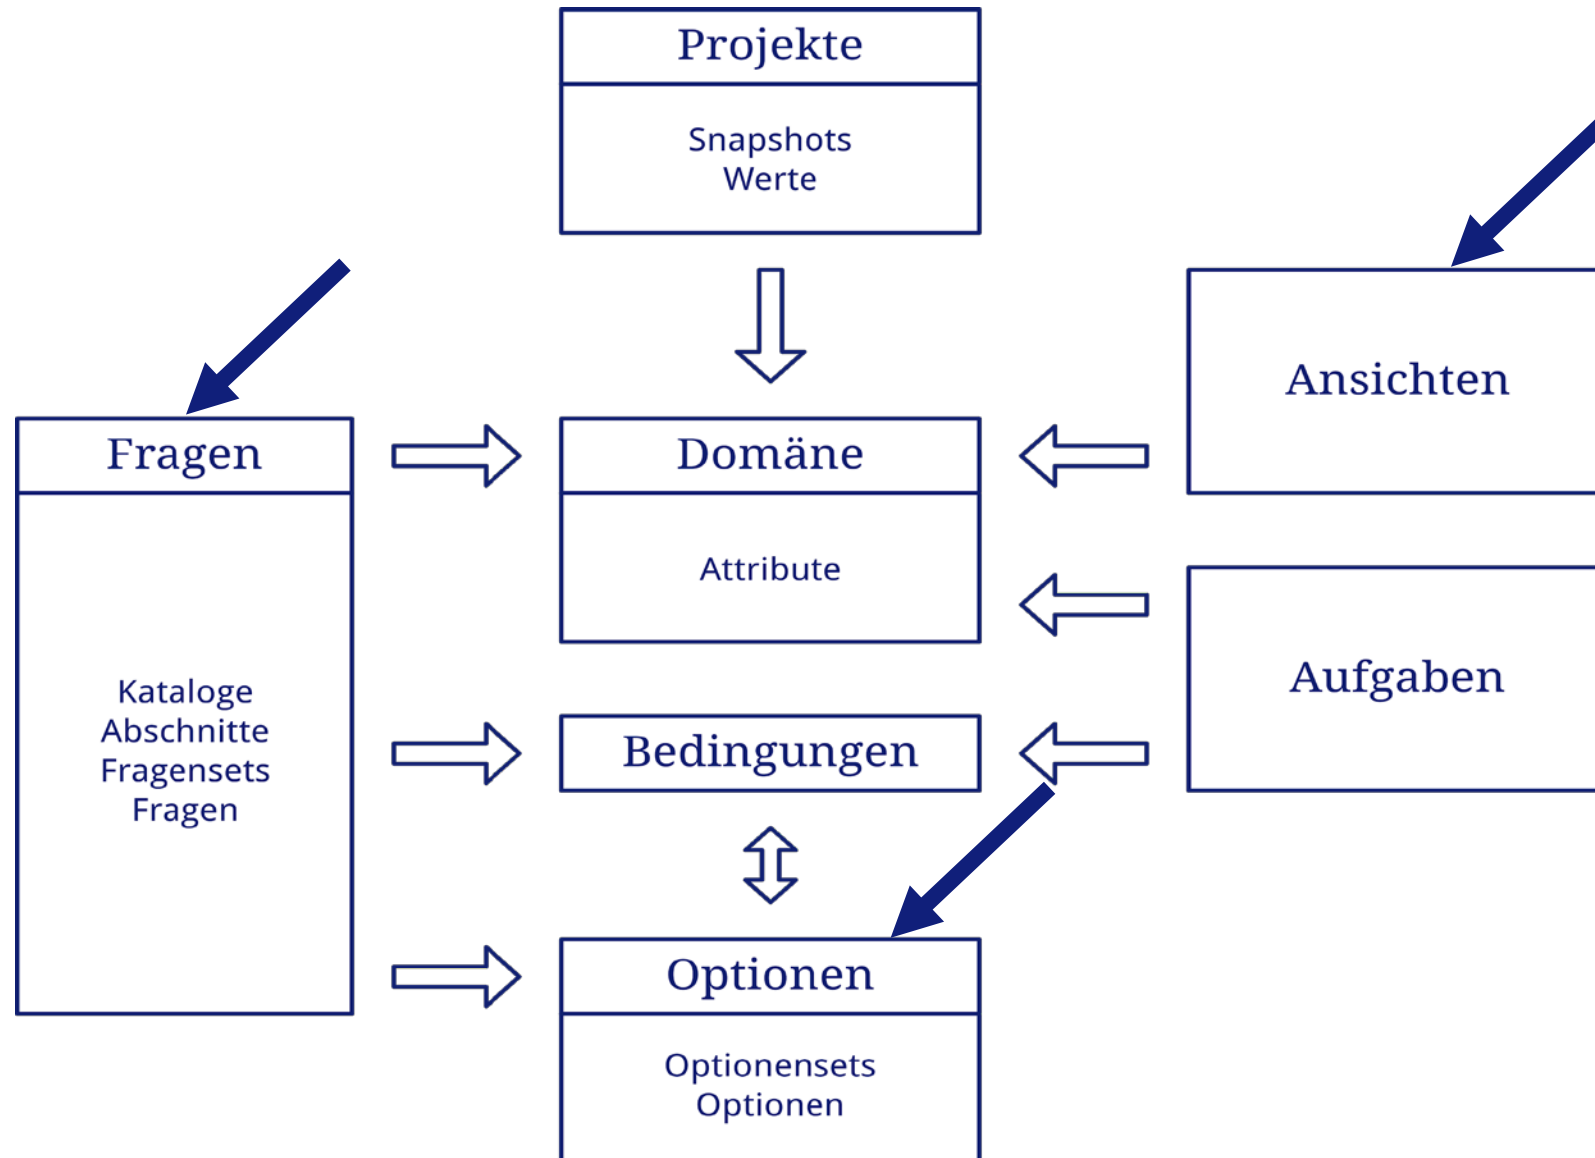 Projekte
Snapshots
Werte
Ansichten
Fragen
Domäne
Attribute
Kataloge
Abschnitte
Fragensets
Fragen
Aufgaben
Bedingungen
Optionen
Optionensets
Optionen